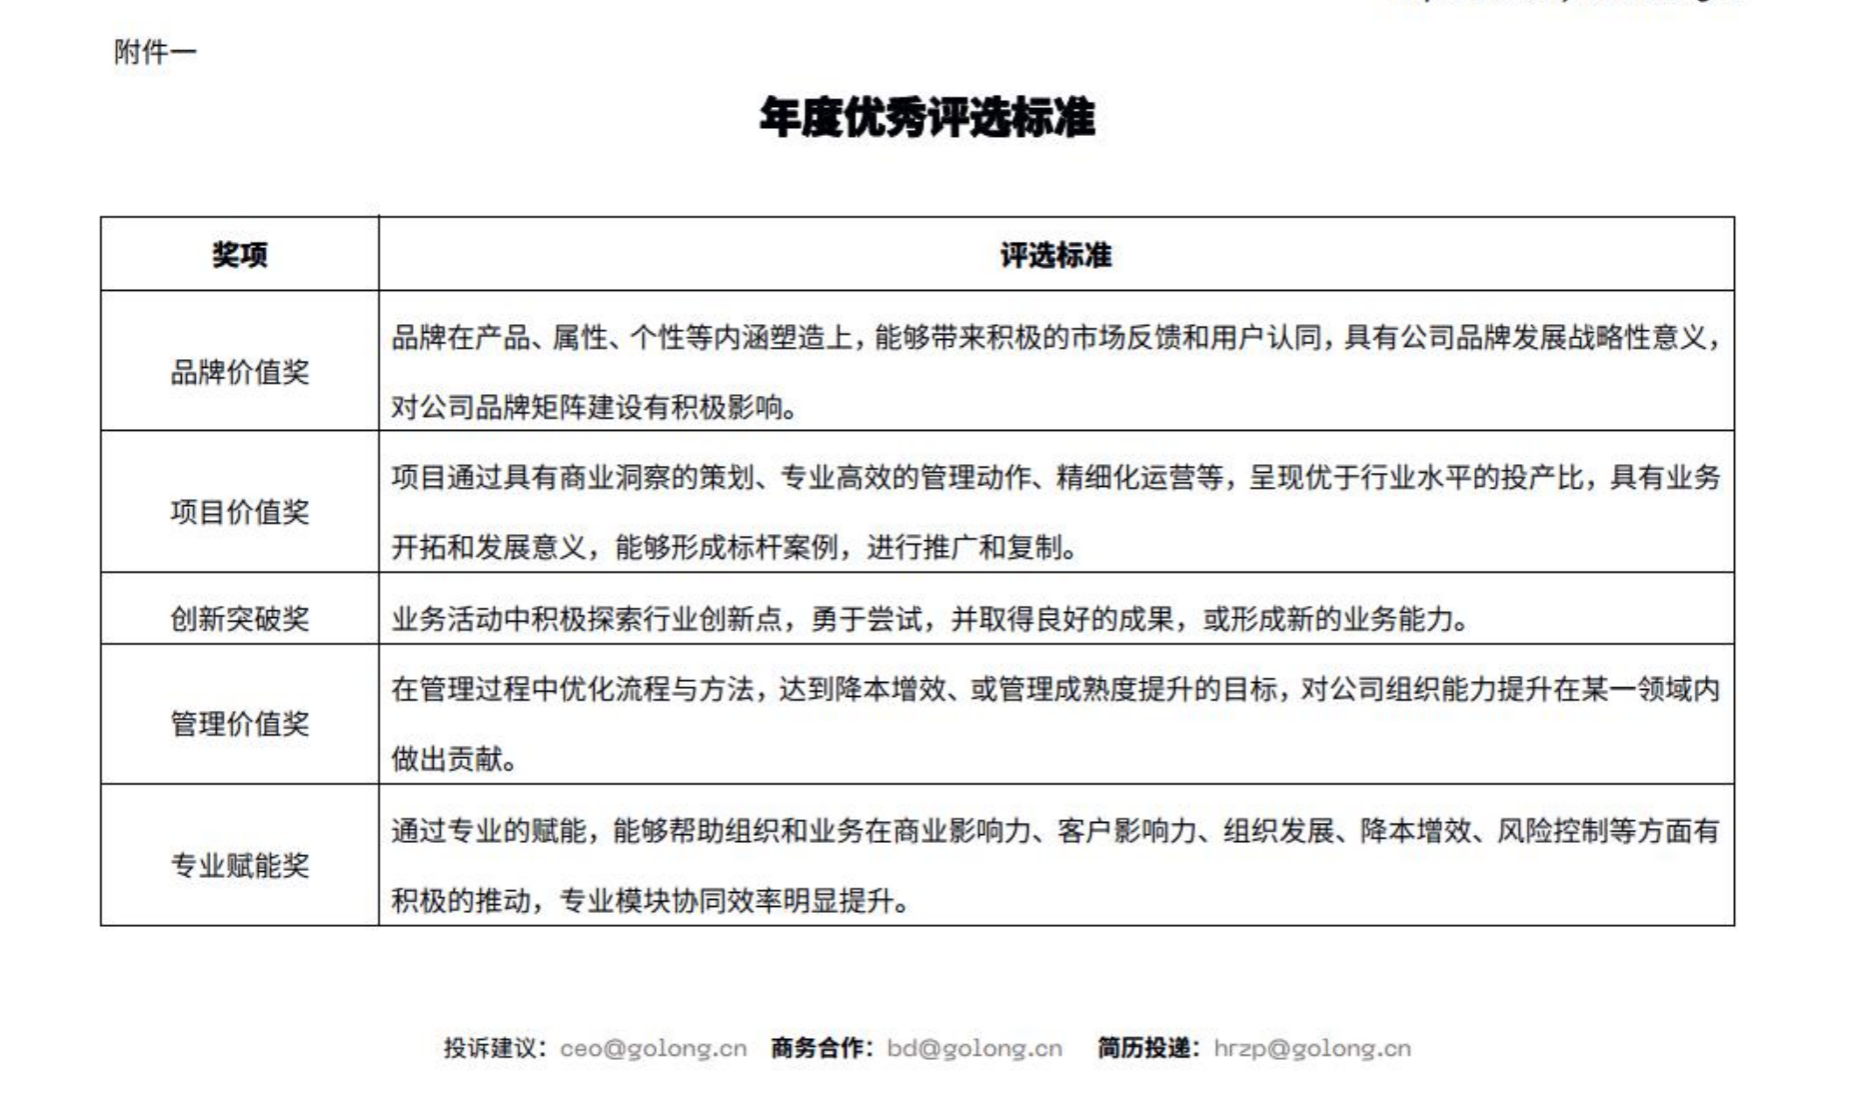 附件一
年度优秀评选标准
奖项
评选标准
品牌价值奖
品牌在产品、属性、个性等内涵塑造上，能够带来积极的市场反馈和用户认同，具有公司品牌发展战略性意义，
对公司品牌矩阵建设有积极影响。
项目价值奖
项目通过具有商业洞察的策划、专业高效的管理动作、精细化运营等，呈现优于行业水平的投产比，具有业务
开拓和发展意义，能够形成标杆案例，进行推广和复制。
创新突破奖
业务活动中积极探索行业创新点，勇于尝试，并取得良好的成果，或形成新的业务能力。
管理价值奖
在管理过程中优化流程与方法，达到降本增效、或管理成熟度提升的目标，对公司组织能力提升在某一领域内
做出贡献。
专业赋能奖
通过专业的赋能，能够帮助组织和业务在商业影响力、客户影响力、组织发展、降本增效、风险控制等方面有
积极的推动，专业模块协同效率明显提升。
投诉建议：ceo@golong.cn 商务合作：bd@golong.cn 简历投递：hrzp@golong.cn